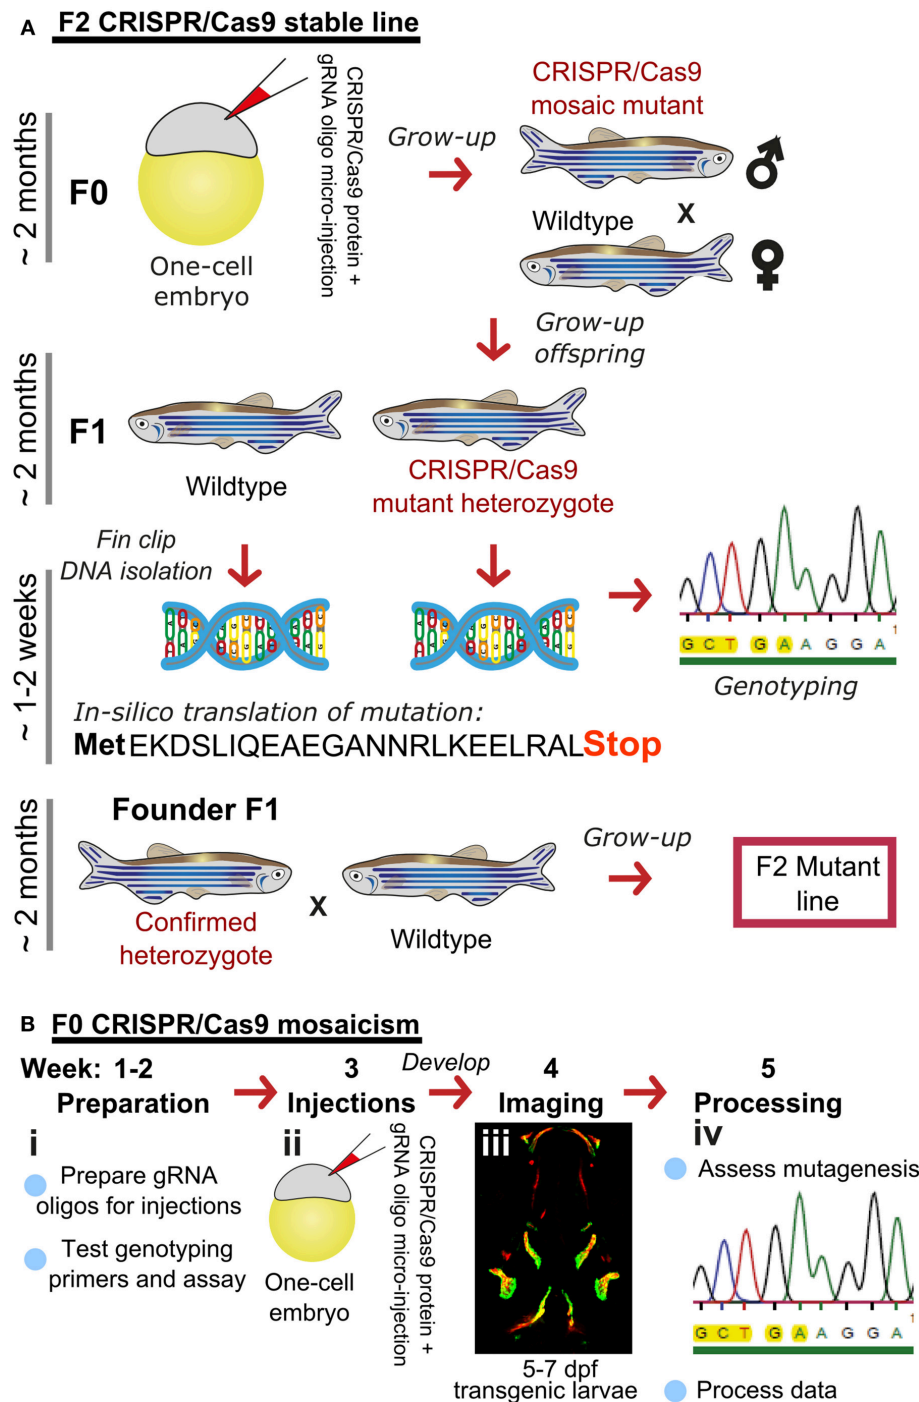 A F2 CRISPR/Cas9 stable line
~ 2 months
F0
One-cell
embryo
CRISPR/Cas9 protein +
gRNA oligo micro-injection
Grow-up
CRISPR/Cas9
mosaic mutant
♂
Wildtype X
♀
Grow-up
offspring
~ 2 months
F1
Wildtype
CRISPR/Cas9
mutant heterozygote
Fin clip
DNA isolation
~ 1-2 weeks
G C T G A A G G A 1
Genotyping
In-silico translation of mutation:
MetEKDSLIQEAEGANNRLKEELRALStop
~ 2 months
Founder F1
Confirmed
heterozygote
X
Wildtype
Grow-up
F2 Mutant
line
B F0 CRISPR/Cas9 mosaicism
Week: 1-2
Preparation
i
Prepare gRNA
oligos for injections
Test genotyping
primers and assay
3
Injections
ii
One-cell
embryo
CRISPR/Cas9 protein +
gRNA oligo micro-injection
Develop
4
Imaging
iii
5-7 dpf
transgenic larvae
5
Processing
iv
Assess mutagenesis
G C T G A A G G A 1
Process data